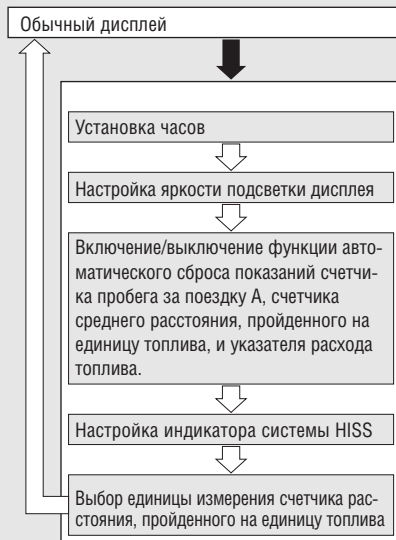 Обычный дисплей
Установка часов
Настройка яркости подсветки дисплея
Включение/выключение функции авто-
матического сброса показаний счетчи-
ка пробега за поездку А, счетчика
среднего расстояния, пройденного на
единицу топлива, и указателя расхода
топлива.
Настройка индикатора системы HISS
Выбор единицы измерения счетчика рас-
стояния, пройденного на единицу топлива